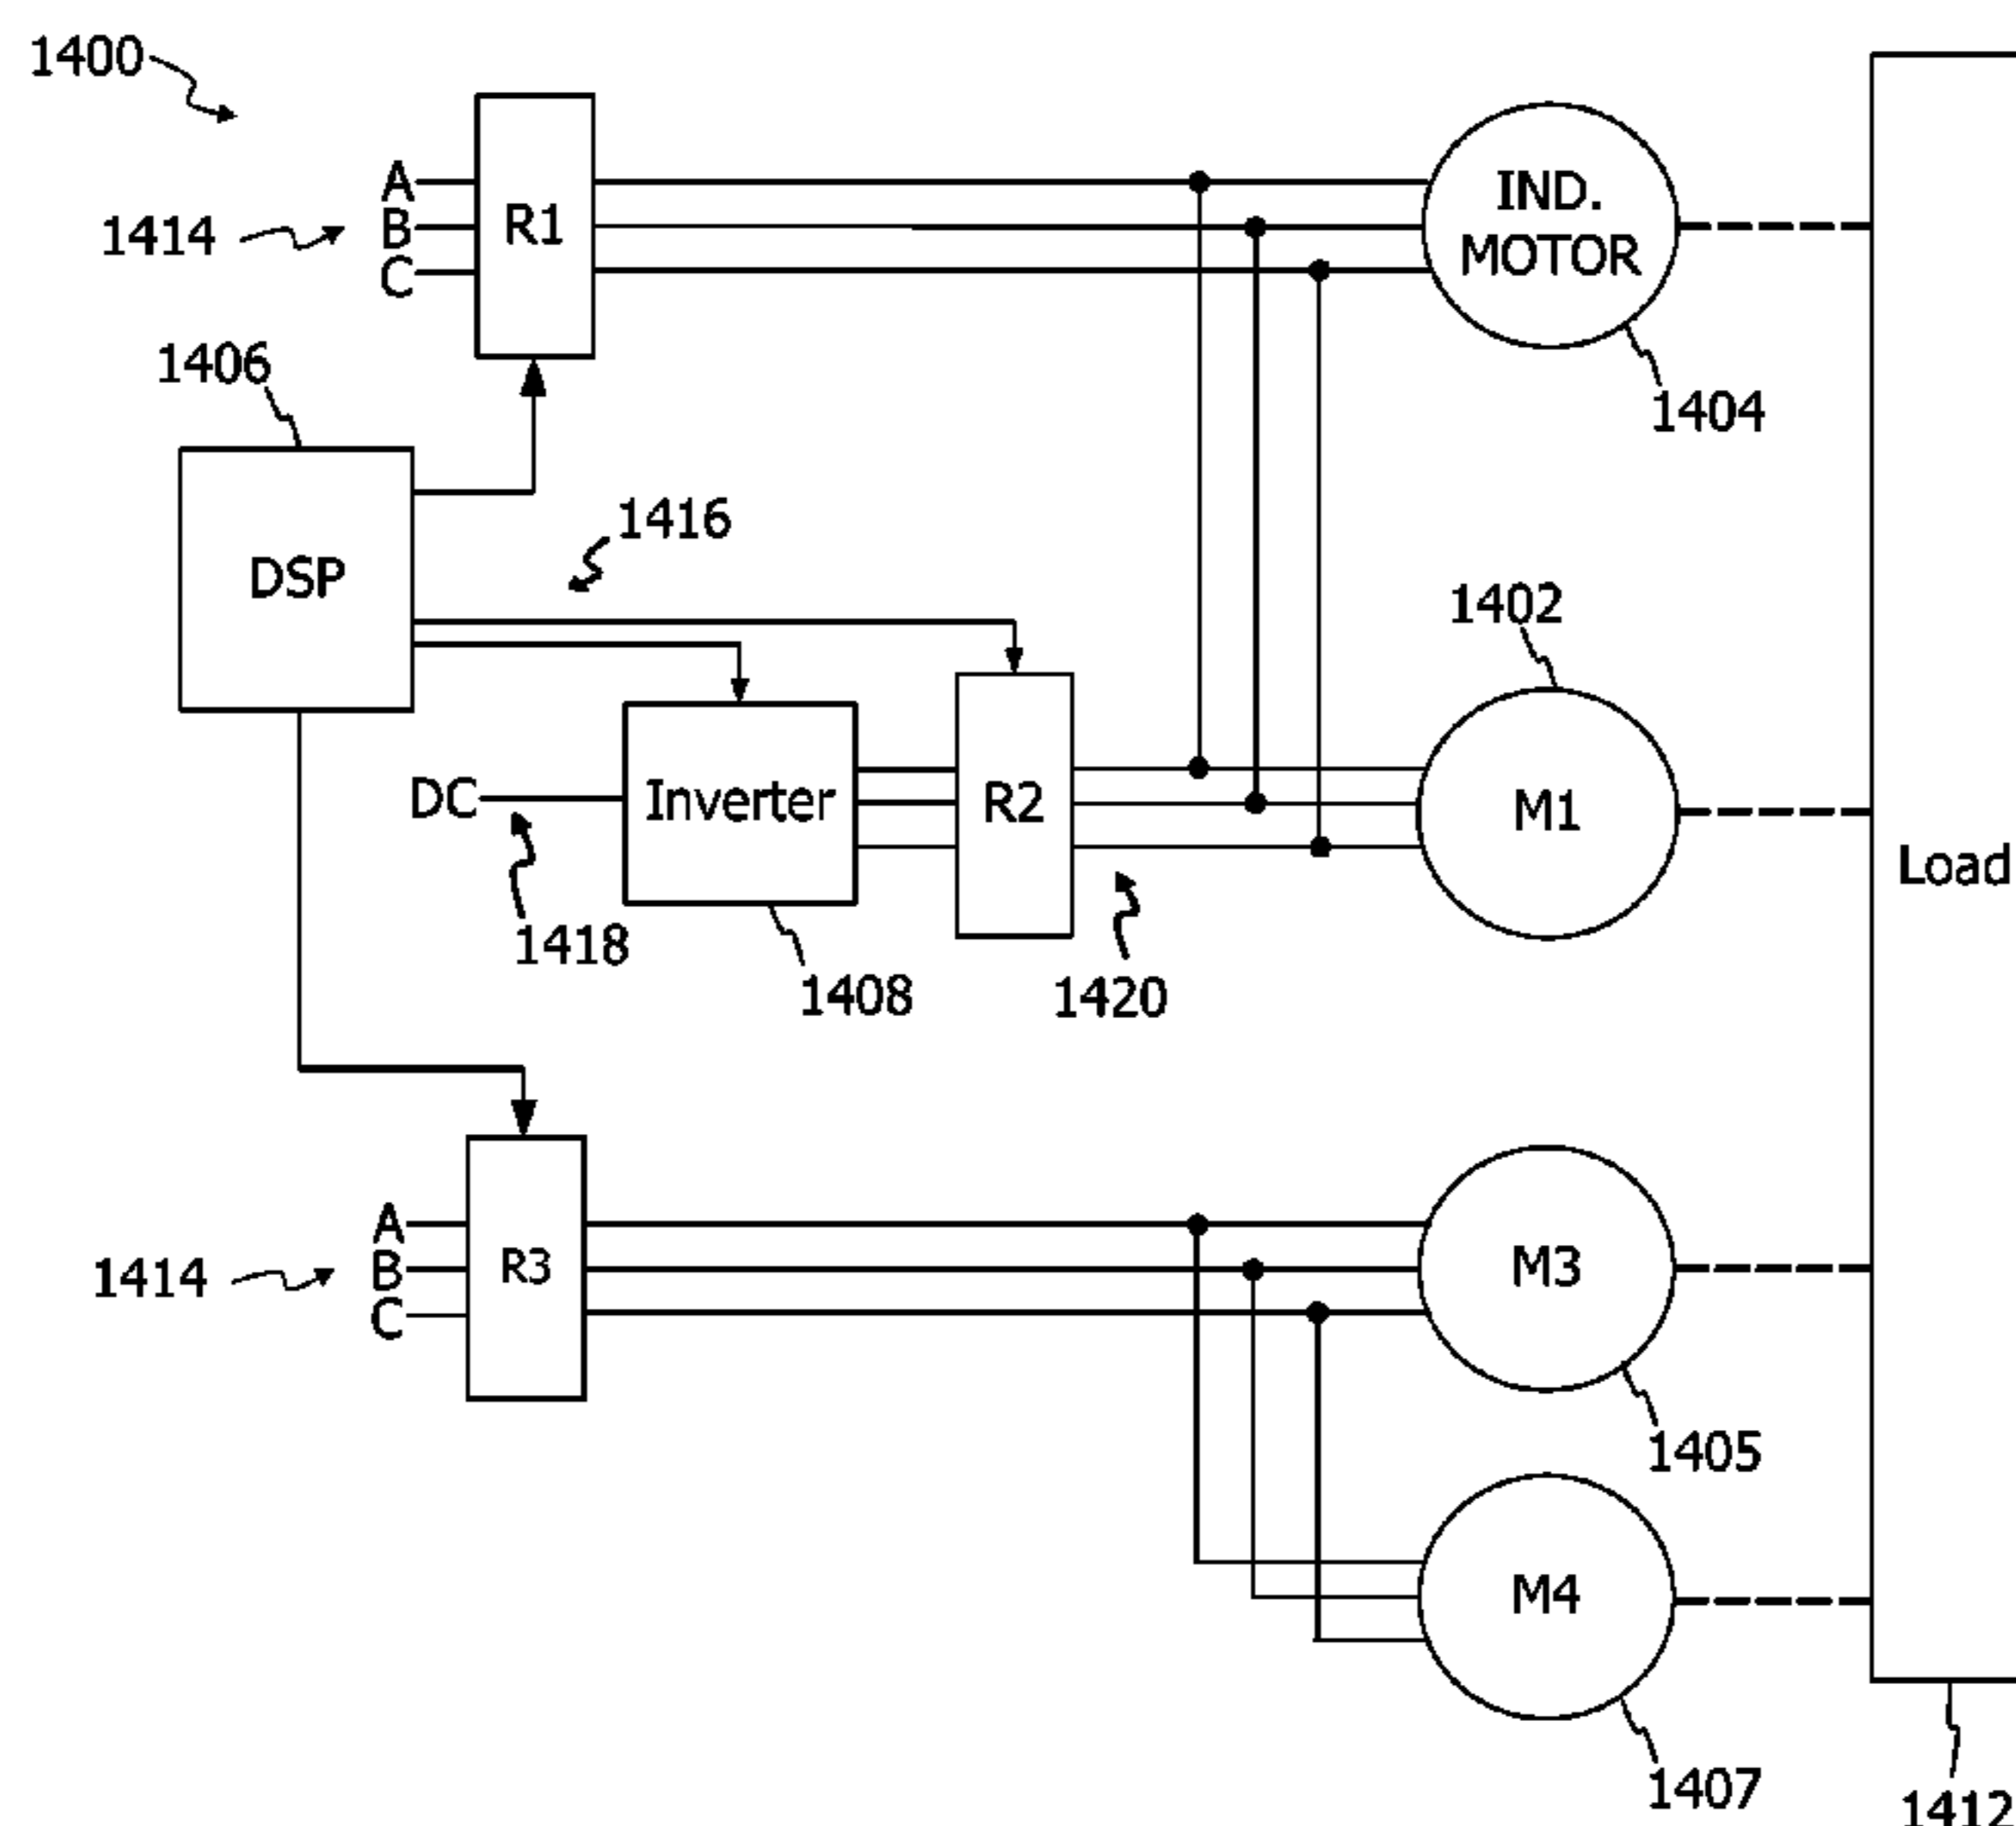 1400
A
B
C
1414
R1
IND.
MOTOR
1404
1406
DSP
1416
1402
DC
Inverter
R2
M1
Load
1418
1408
1420
A
B
C
1414
R3
M3
1405
M4
1407
1412